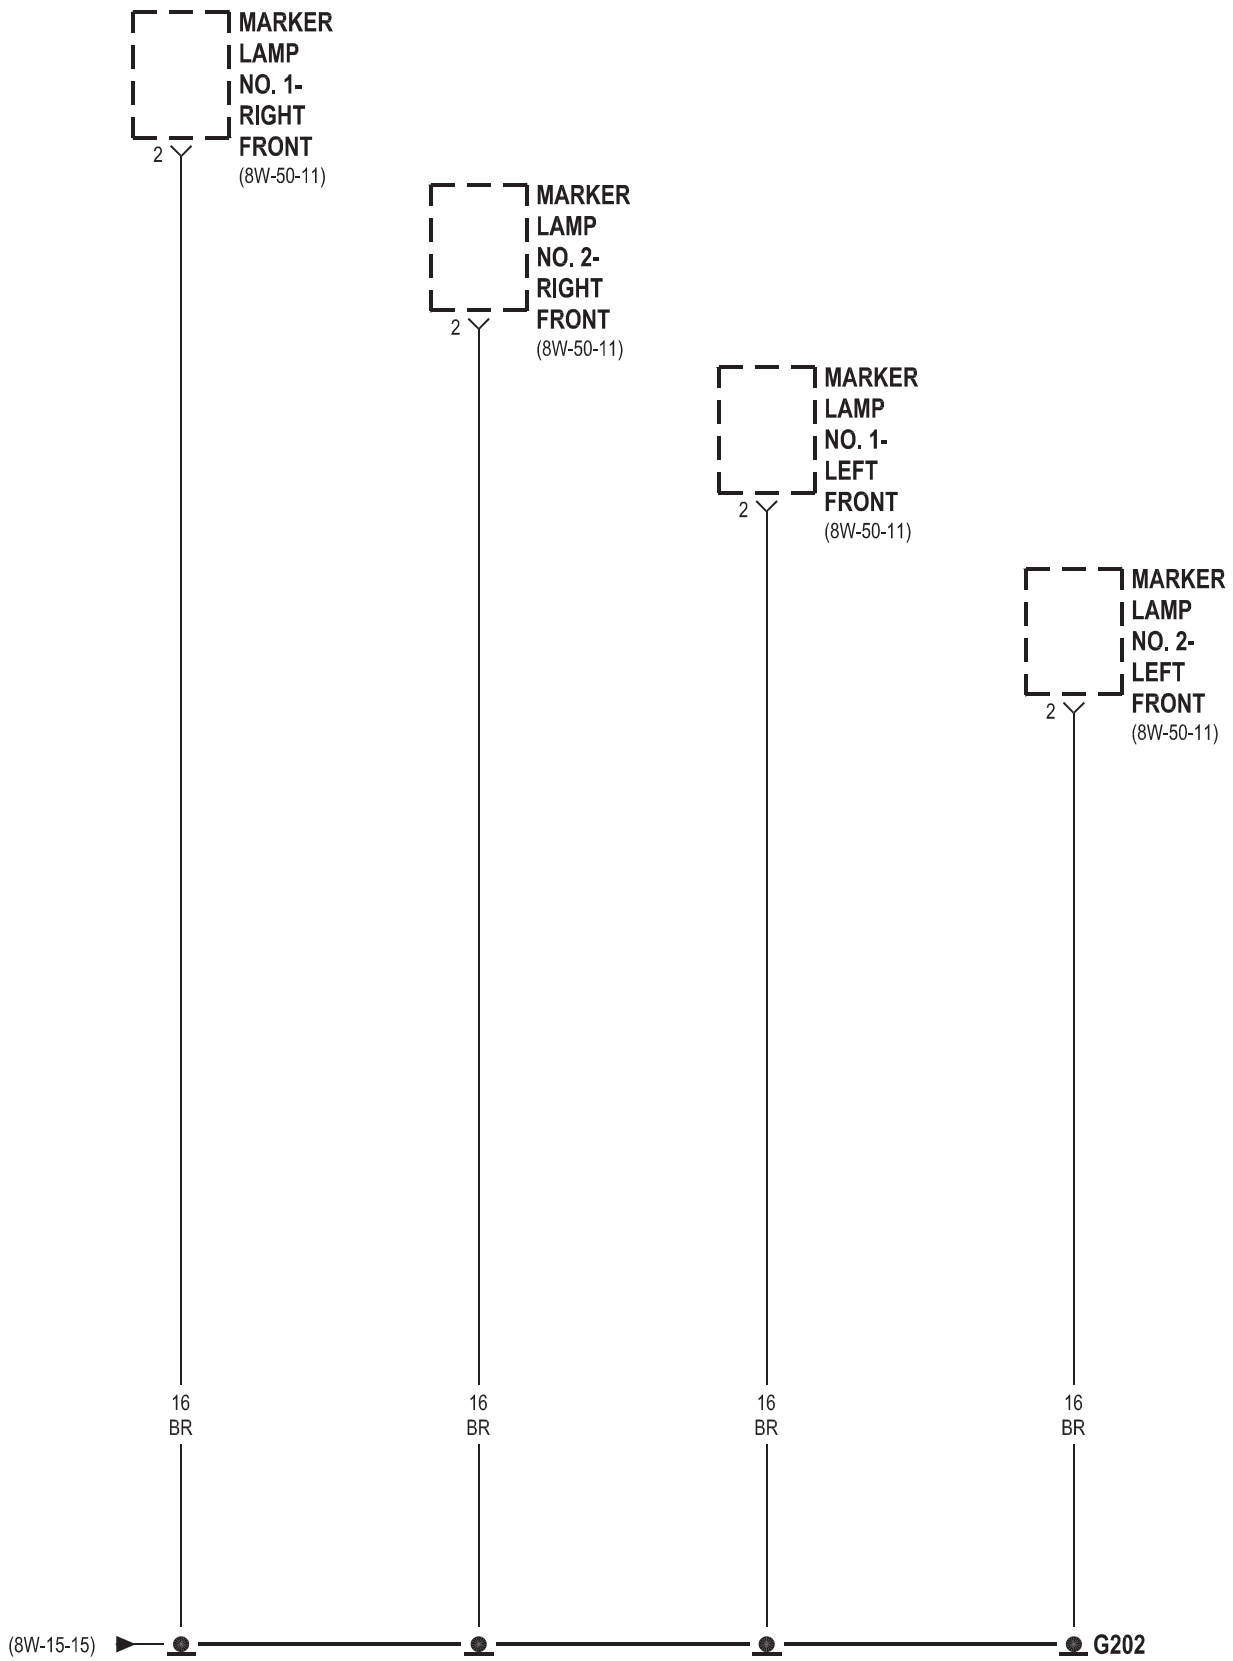 MARKER
LAMP
NO. 1-
RIGHT
FRONT
(8W-50-11)
2
MARKER
LAMP
NO. 2-
RIGHT
FRONT
(8W-50-11)
2
MARKER
LAMP
NO. 1-
LEFT
FRONT
(8W-50-11)
2
MARKER
LAMP
NO. 2-
LEFT
FRONT
(8W-50-11)
2
16
BR
16
BR
16
BR
16
BR
(8W-15-15)
G202